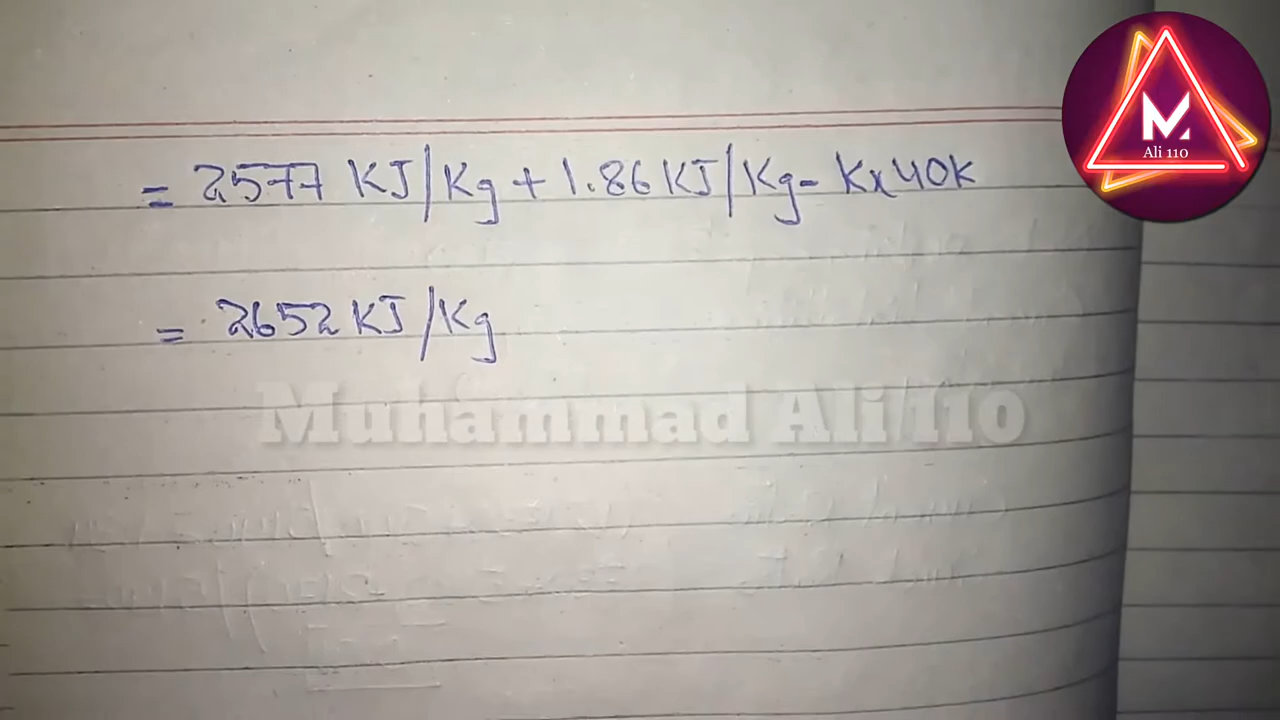 = 2577 KJ/Kg + 1.86 KJ/Kg - K x 40K
= 2652 KJ/Kg
Muhammad Ali 110
M.
Ali 110